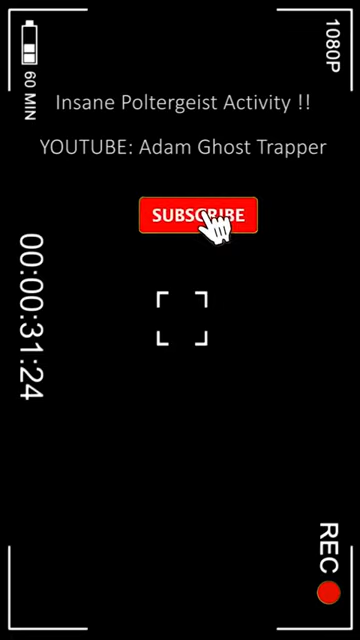 1080P
60 MIN
Insane Poltergeist Activity !!
YOUTUBE: Adam Ghost Trapper
SUBSCRIBE
00:00:31:24
REC